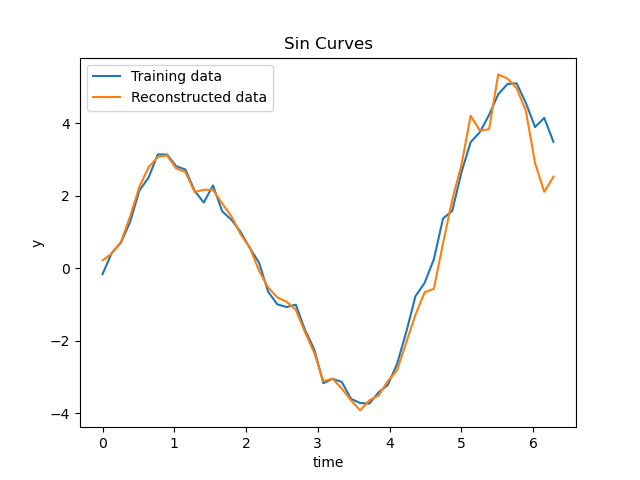 Sin Curves
Training data
Reconstructed data
y
4
2
0
−2
−4
0 1 2 3 4 5 6
time